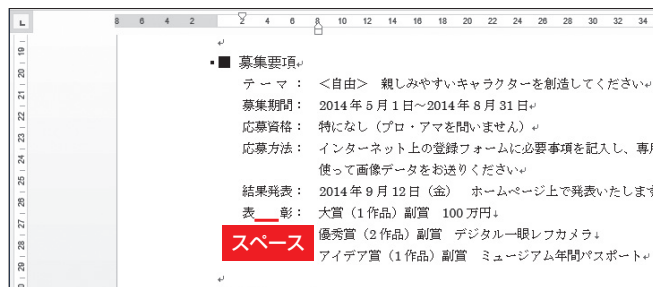 8 6 4 2 2 4 6 8 10 12 14 16 18 20 22 24 26 28 30 32 34
■ 募集要項
テーマ： ＜自由＞ 親しみやすいキャラクターを創造してください
募集期間： 2014年5月1日～2014年8月31日
応募資格： 特になし（プロ・アマを問いません）
応募方法： インターネット上の登録フォームに必要事項を記入し、専用
使って画像データをお送りください
結果発表： 2014年9月12日（金） ホームページ上で発表いたします
表　彰： 大賞（1作品）副賞 100万円↓
スペース
優秀賞（2作品）副賞 デジタル一眼レフカメラ↓
アイデア賞（1作品）副賞 ミュージアム年間パスポート
19
20
21
22
23
24
25
26
27
28
29